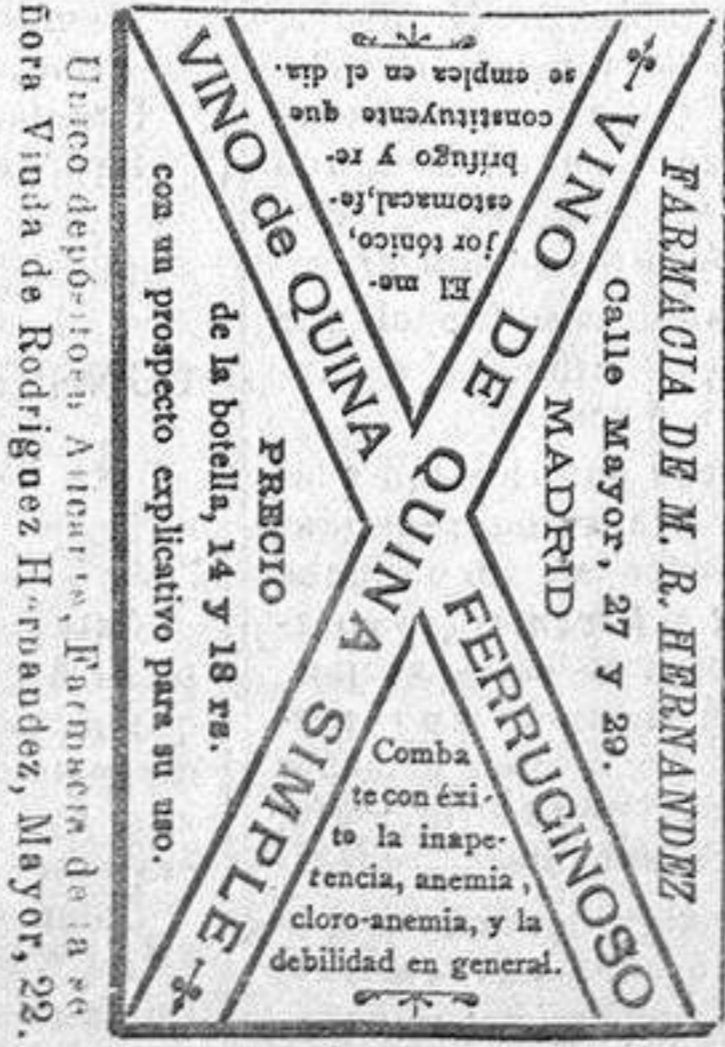 FARMACIA DE M. R. HERNANDEZ
Calle Mayor, 27 y 29.
MADRID
VINO DE QUINA SIMPLE
VINO de QUINA FERRUGINOSO
El me-
jor tónico,
estomacal, fe-
brífugo y re-
constituyente que
se emplea en el dia.
Comba
te con éxi-
to la inape-
tencia, anemia,
cloro-anemia, y la
debilidad en general.
PRECIO
de la botella, 14 y 18 rs.
con un prospecto explicativo para su uso.
Unico depósito en Alicante, Farmacia de la se
ñora Viuda de Rodriguez Hernandez, Mayor, 22.